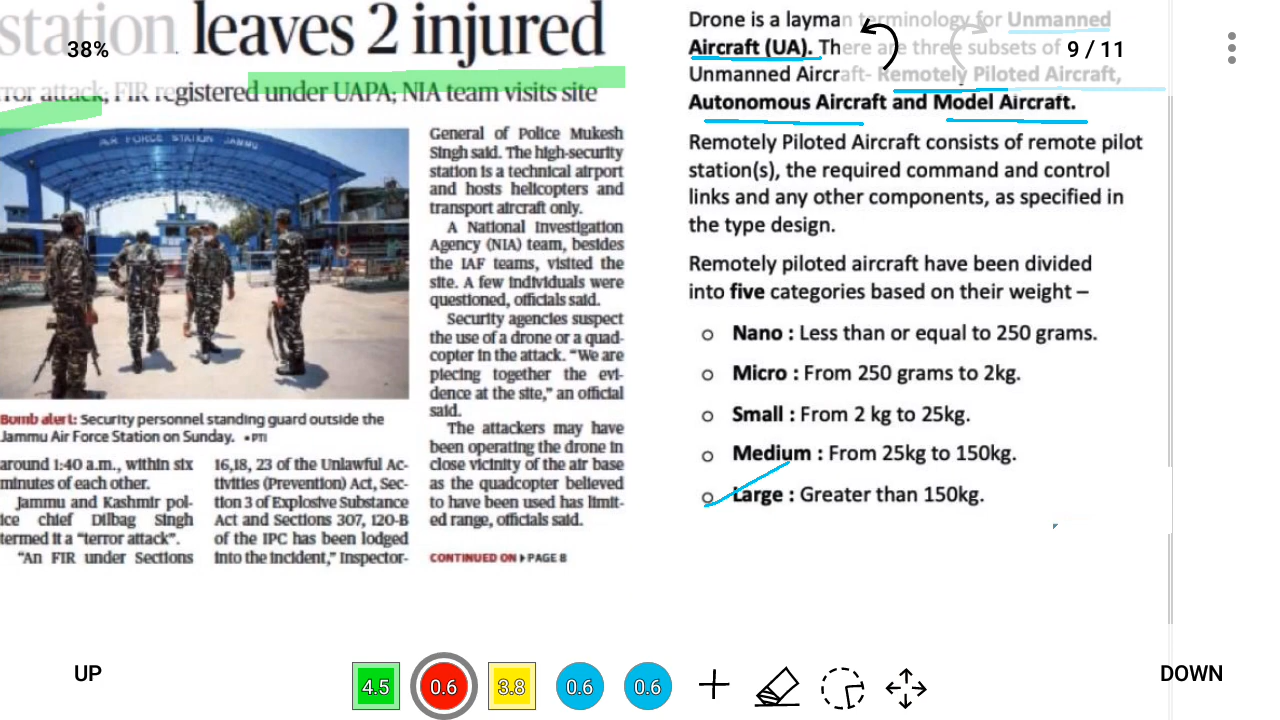 station leaves 2 injured
38%
ror attack; FIR registered under UAPA; NIA team visits site
AIR FORCE STATION JAMMU
Bomb alert: Security personnel standing guard outside the
Jammu Air Force Station on Sunday. • PTI
around 1:40 a.m., within six
minutes of each other.
Jammu and Kashmir pol-
ice chief Dilbag Singh
termed it a “terror attack”.
“An FIR under Sections
16,18, 23 of the Unlawful Ac-
tivities (Prevention) Act, Sec-
tion 3 of Explosive Substance
Act and Sections 307, 120-B
of the IPC has been lodged
into the incident,” Inspector-
General of Police Mukesh
Singh said. The high-security
station is a technical airport
and hosts helicopters and
transport aircraft only.
A National Investigation
Agency (NIA) team, besides
the IAF teams, visited the
site. A few individuals were
questioned, officials said.
Security agencies suspect
the use of a drone or a quad-
copter in the attack. “We are
piecing together the evi-
dence at the site,” an official
said.
The attackers may have
been operating the drone in
close vicinity of the air base
as the quadcopter believed
to have been used has limit-
ed range, officials said.
CONTINUED ON PAGE 8
Drone is a layman terminology for Unmanned
Aircraft (UA). There are three subsets of
Unmanned Aircraft- Remotely Piloted Aircraft,
Autonomous Aircraft and Model Aircraft.
9 / 11
Remotely Piloted Aircraft consists of remote pilot
station(s), the required command and control
links and any other components, as specified in
the type design.
Remotely piloted aircraft have been divided
into five categories based on their weight –
o Nano : Less than or equal to 250 grams.
o Micro : From 250 grams to 2kg.
o Small : From 2 kg to 25kg.
o Medium : From 25kg to 150kg.
o Large : Greater than 150kg.
UP
4.5 0.6 3.8 0.6 0.6
DOWN